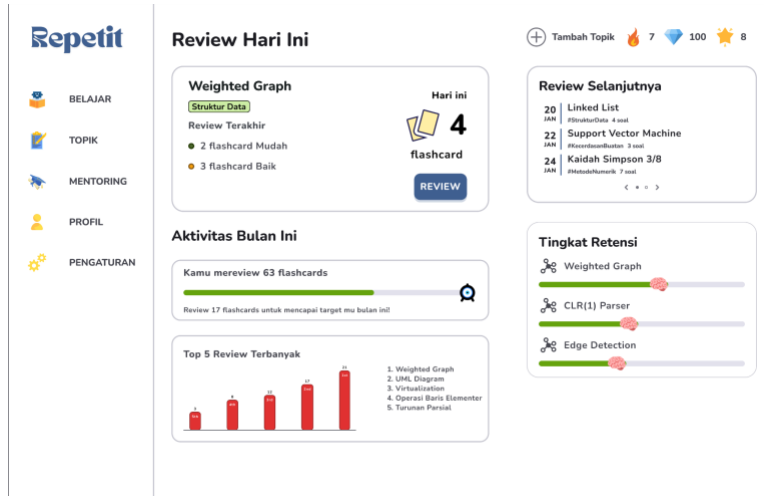 Repetit
BELAJAR
TOPIK
MENTORING
PROFIL
PENGATURAN
Review Hari Ini
Tambah Topik 7 100 8
Weighted Graph
Struktur Data
Review Terakhir
2 flashcard Mudah
3 flashcard Baik
Hari ini
4
flashcard
REVIEW
Review Selanjutnya
20 JAN Linked List
#StrukturData 4 soal
22 JAN Support Vector Machine
#KecerdasanBuatan 3 soal
24 JAN Kaidah Simpson 3/8
#MetodeNumerik 7 soal
Aktivitas Bulan Ini
Kamu mereview 63 flashcards
Review 17 flashcards untuk mencapai target mu bulan ini!
Top 5 Review Terbanyak
12
17
1. Weighted Graph
2. UML Diagram
3. Virtualization
4. Operasi Baris Elementer
5. Turunan Parsial
Tingkat Retensi
Weighted Graph
CLR(1) Parser
Edge Detection